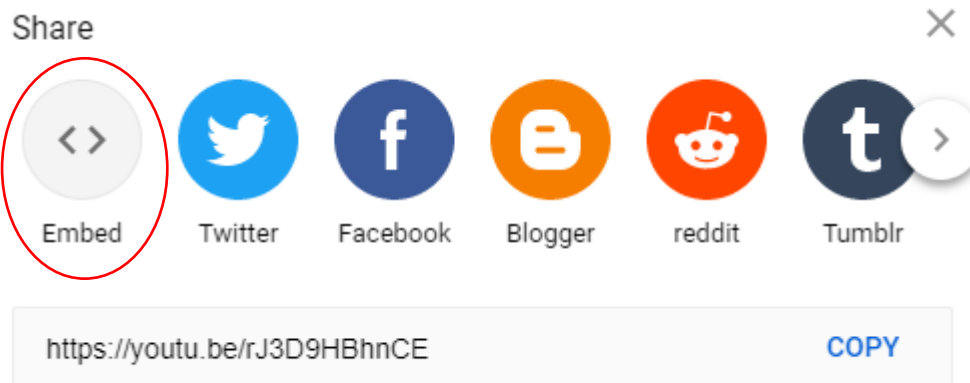 Share
Embed Twitter Facebook Blogger reddit Tumblr
https://youtu.be/rJ3D9HBhnCE COPY